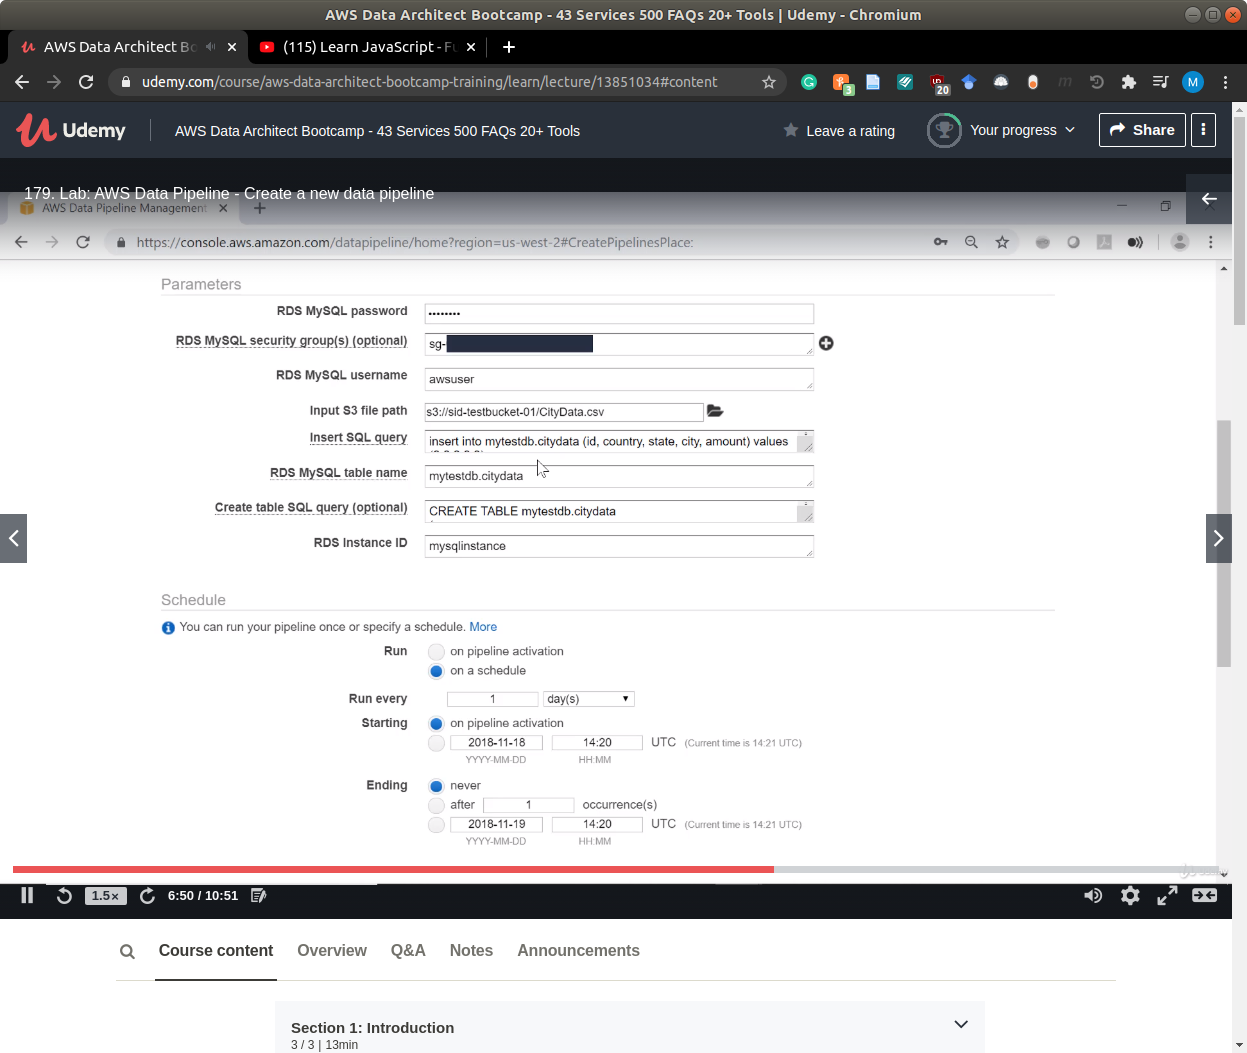 AWS Data Architect Bootcamp - 43 Services 500 FAQs 20+ Tools | Udemy - Chromium
AWS Data Architect Bo
(115) Learn JavaScript - Fu
udemy.com/course/aws-data-architect-bootcamp-training/learn/lecture/13851034#content
3
20
M
Udemy
AWS Data Architect Bootcamp - 43 Services 500 FAQs 20+ Tools
Leave a rating
Your progress
Share
179. Lab: AWS Data Pipeline - Create a new data pipeline
AWS Data Pipeline Management
https://console.aws.amazon.com/datapipeline/home?region=us-west-2#CreatePipelinesPlace:
Parameters
RDS MySQL password ••••••••
RDS MySQL security group(s) (optional) sg-
RDS MySQL username awsuser
Input S3 file path s3://sid-testbucket-01/CityData.csv
Insert SQL query insert into mytestdb.citydata (id, country, state, city, amount) values
RDS MySQL table name mytestdb.citydata
Create table SQL query (optional) CREATE TABLE mytestdb.citydata
RDS Instance ID mysqlinstance
Schedule
You can run your pipeline once or specify a schedule. More
Run on pipeline activation
on a schedule
Run every 1 day(s)
Starting on pipeline activation
2018-11-18 14:20 UTC (Current time is 14:21 UTC)
YYYY-MM-DD HH:MM
Ending never
after 1 occurrence(s)
2018-11-19 14:20 UTC (Current time is 14:21 UTC)
YYYY-MM-DD HH:MM
1.5×
6:50 / 10:51
Course content Overview Q&A Notes Announcements
Section 1: Introduction
3 / 3 | 13min